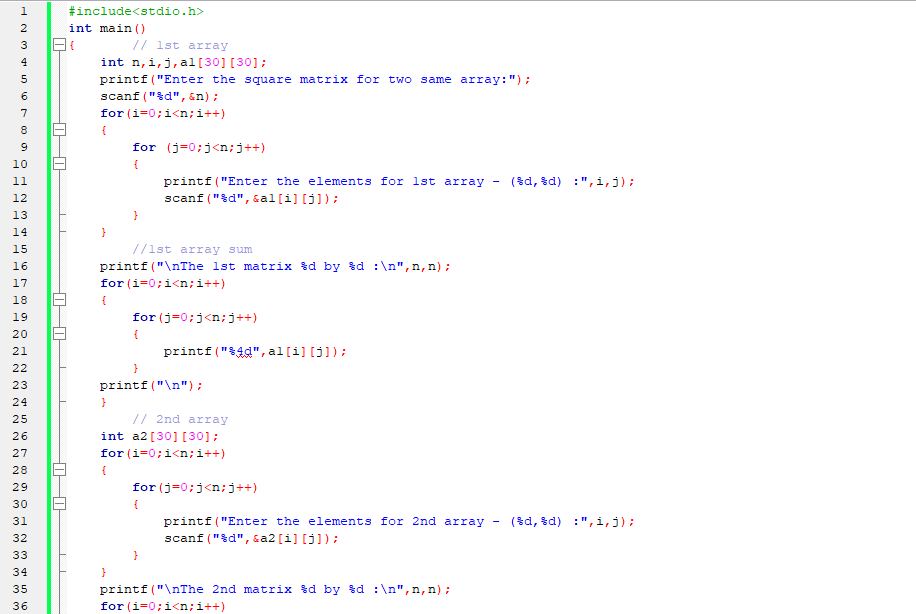 1 #include<stdio.h>
2 int main()
3 { // 1st array
4 int n,i,j,a1[30][30];
5 printf("Enter the square matrix for two same array:");
6 scanf("%d",&n);
7 for(i=0;i<n;i++)
8 {
9 for (j=0;j<n;j++)
10 {
11 printf("Enter the elements for 1st array - (%d,%d) :",i,j);
12 scanf("%d",&a1[i][j]);
13 }
14 }
15 //1st array sum
16 printf("\nThe 1st matrix %d by %d :\n",n,n);
17 for(i=0;i<n;i++)
18 {
19 for(j=0;j<n;j++)
20 {
21 printf("%4d",a1[i][j]);
22 }
23 printf("\n");
24 }
25 // 2nd array
26 int a2[30][30];
27 for(i=0;i<n;i++)
28 {
29 for(j=0;j<n;j++)
30 {
31 printf("Enter the elements for 2nd array - (%d,%d) :",i,j);
32 scanf("%d",&a2[i][j]);
33 }
34 }
35 printf("\nThe 2nd matrix %d by %d :\n",n,n);
36 for(i=0;i<n;i++)